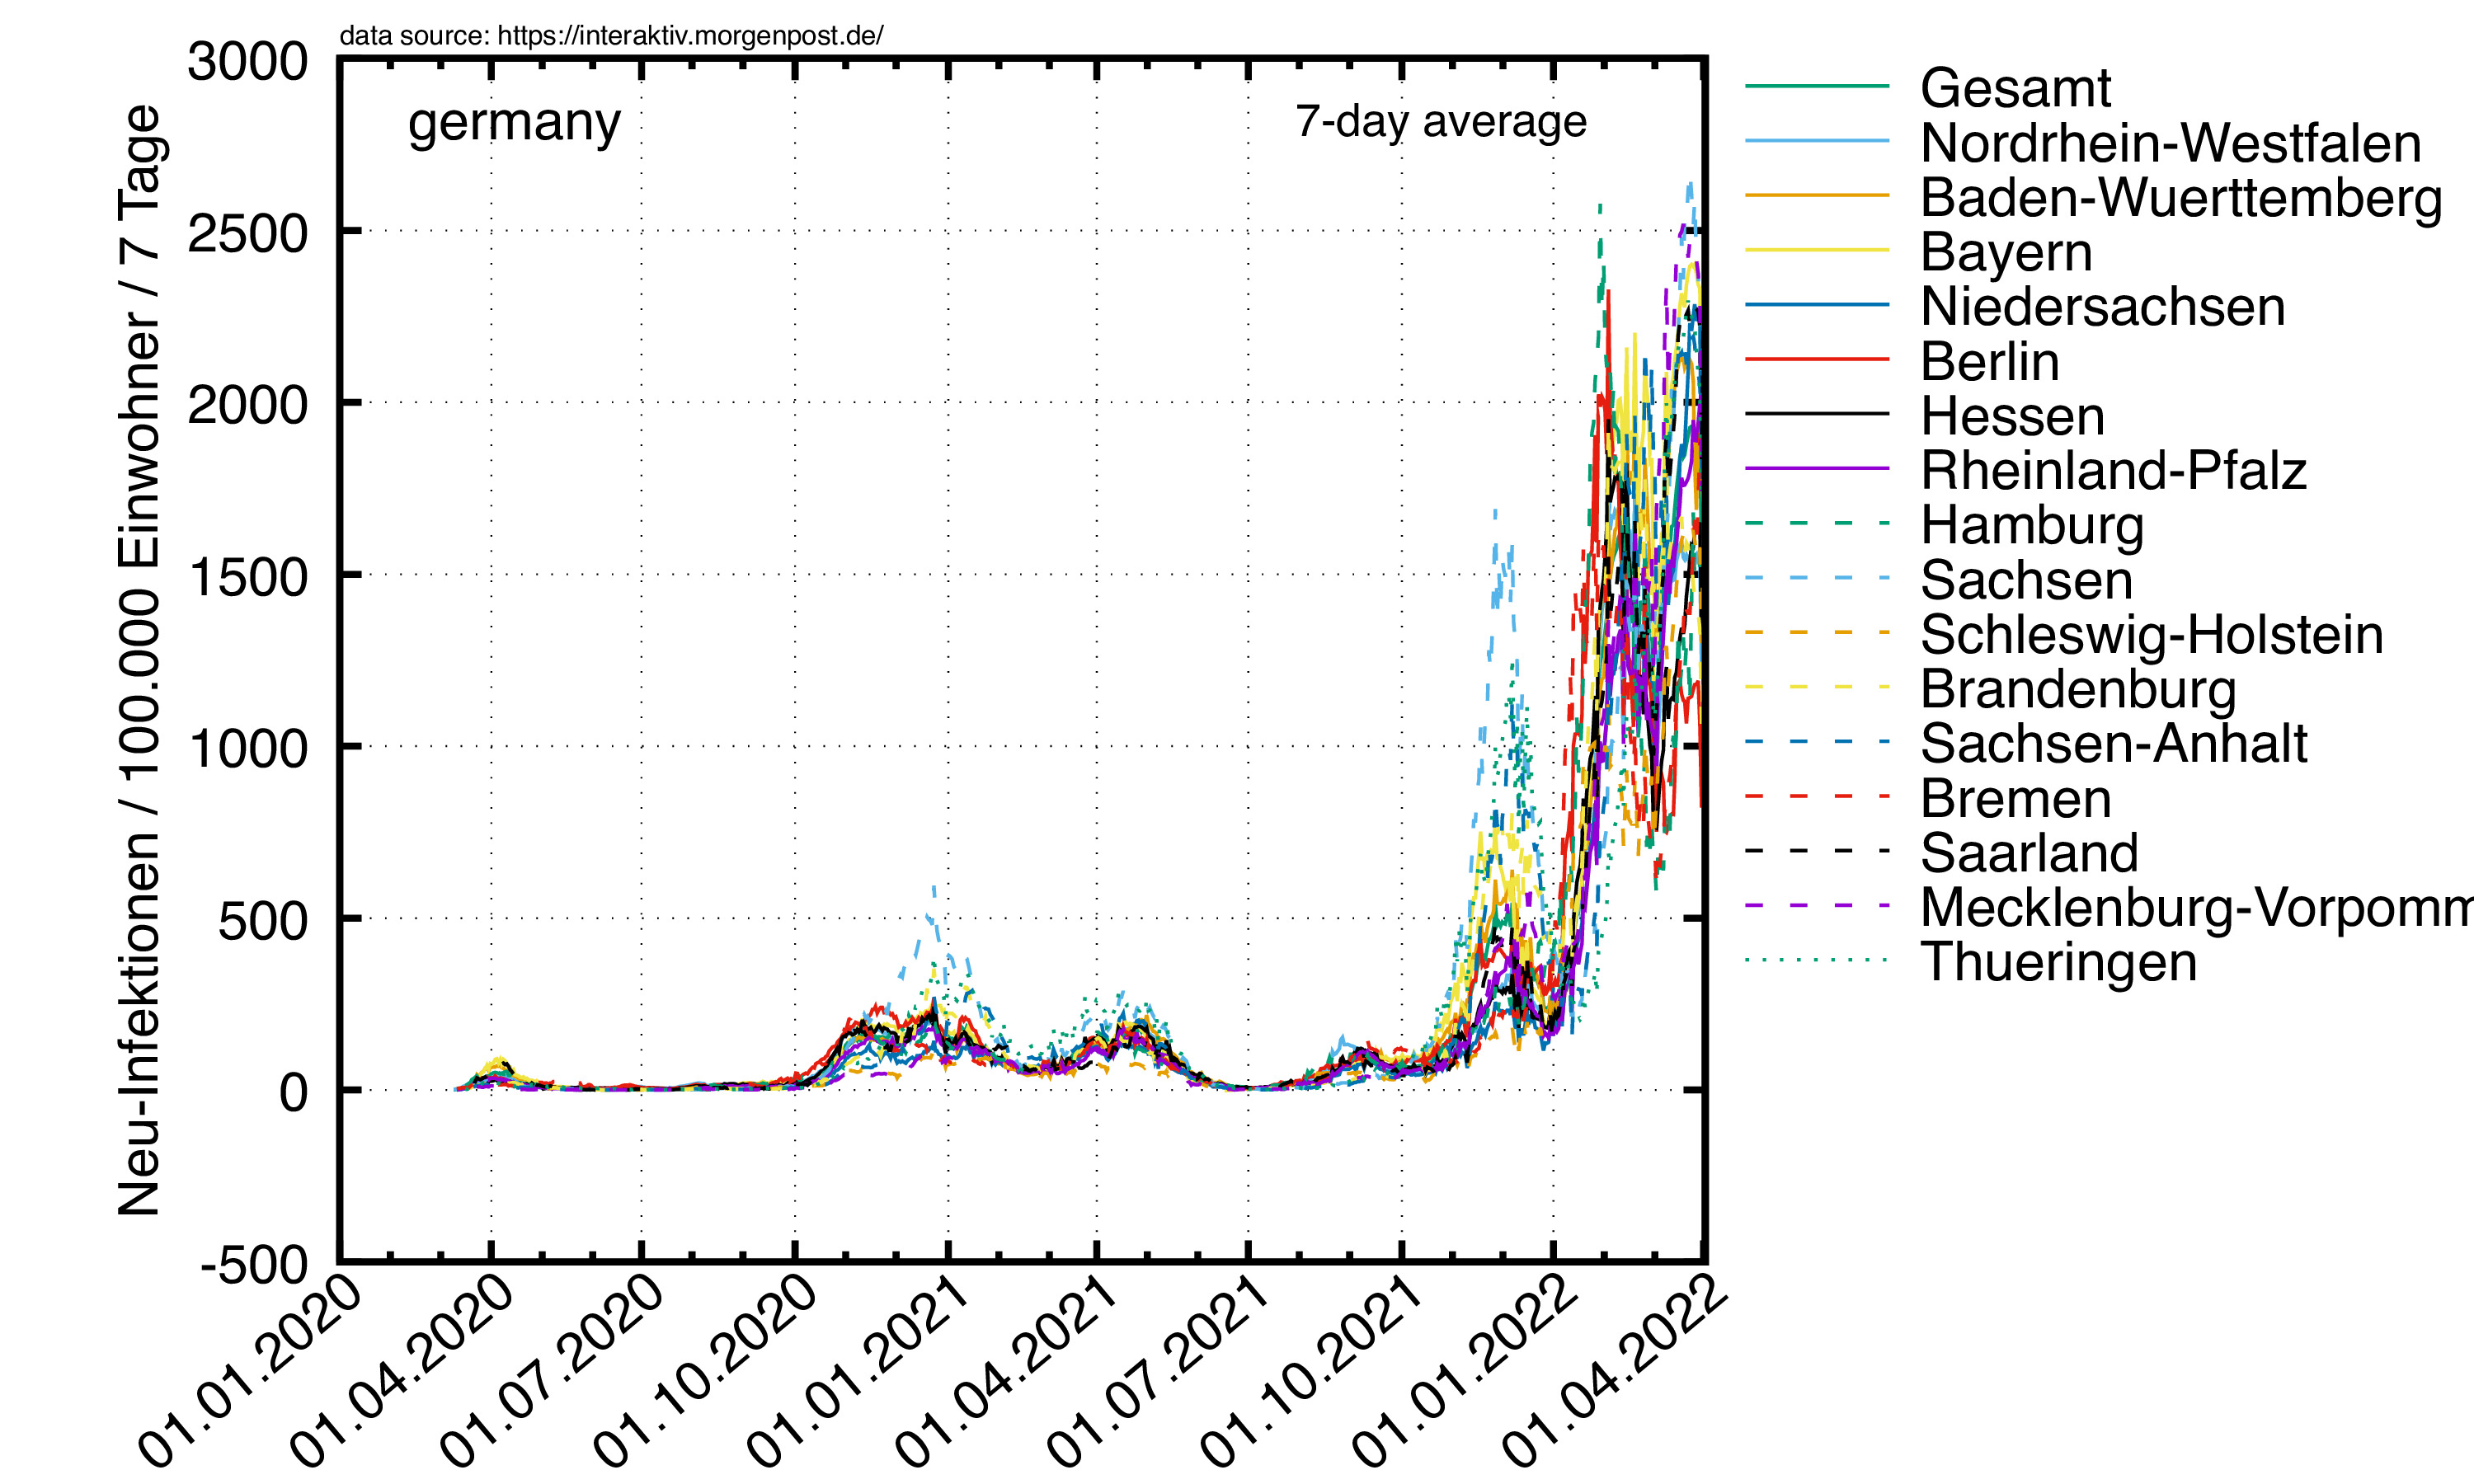 data source: https://interaktiv.morgenpost.de/
germany
7-day average
Neu-Infektionen / 100.000 Einwohner / 7 Tage
3000
2500
2000
1500
1000
500
0
-500
01.01.2020
01.04.2020
01.07.2020
01.10.2020
01.01.2021
01.04.2021
01.07.2021
01.10.2021
01.01.2022
01.04.2022
Gesamt
Nordrhein-Westfalen
Baden-Wuerttemberg
Bayern
Niedersachsen
Berlin
Hessen
Rheinland-Pfalz
Hamburg
Sachsen
Schleswig-Holstein
Brandenburg
Sachsen-Anhalt
Bremen
Saarland
Mecklenburg-Vorpomm
Thueringen